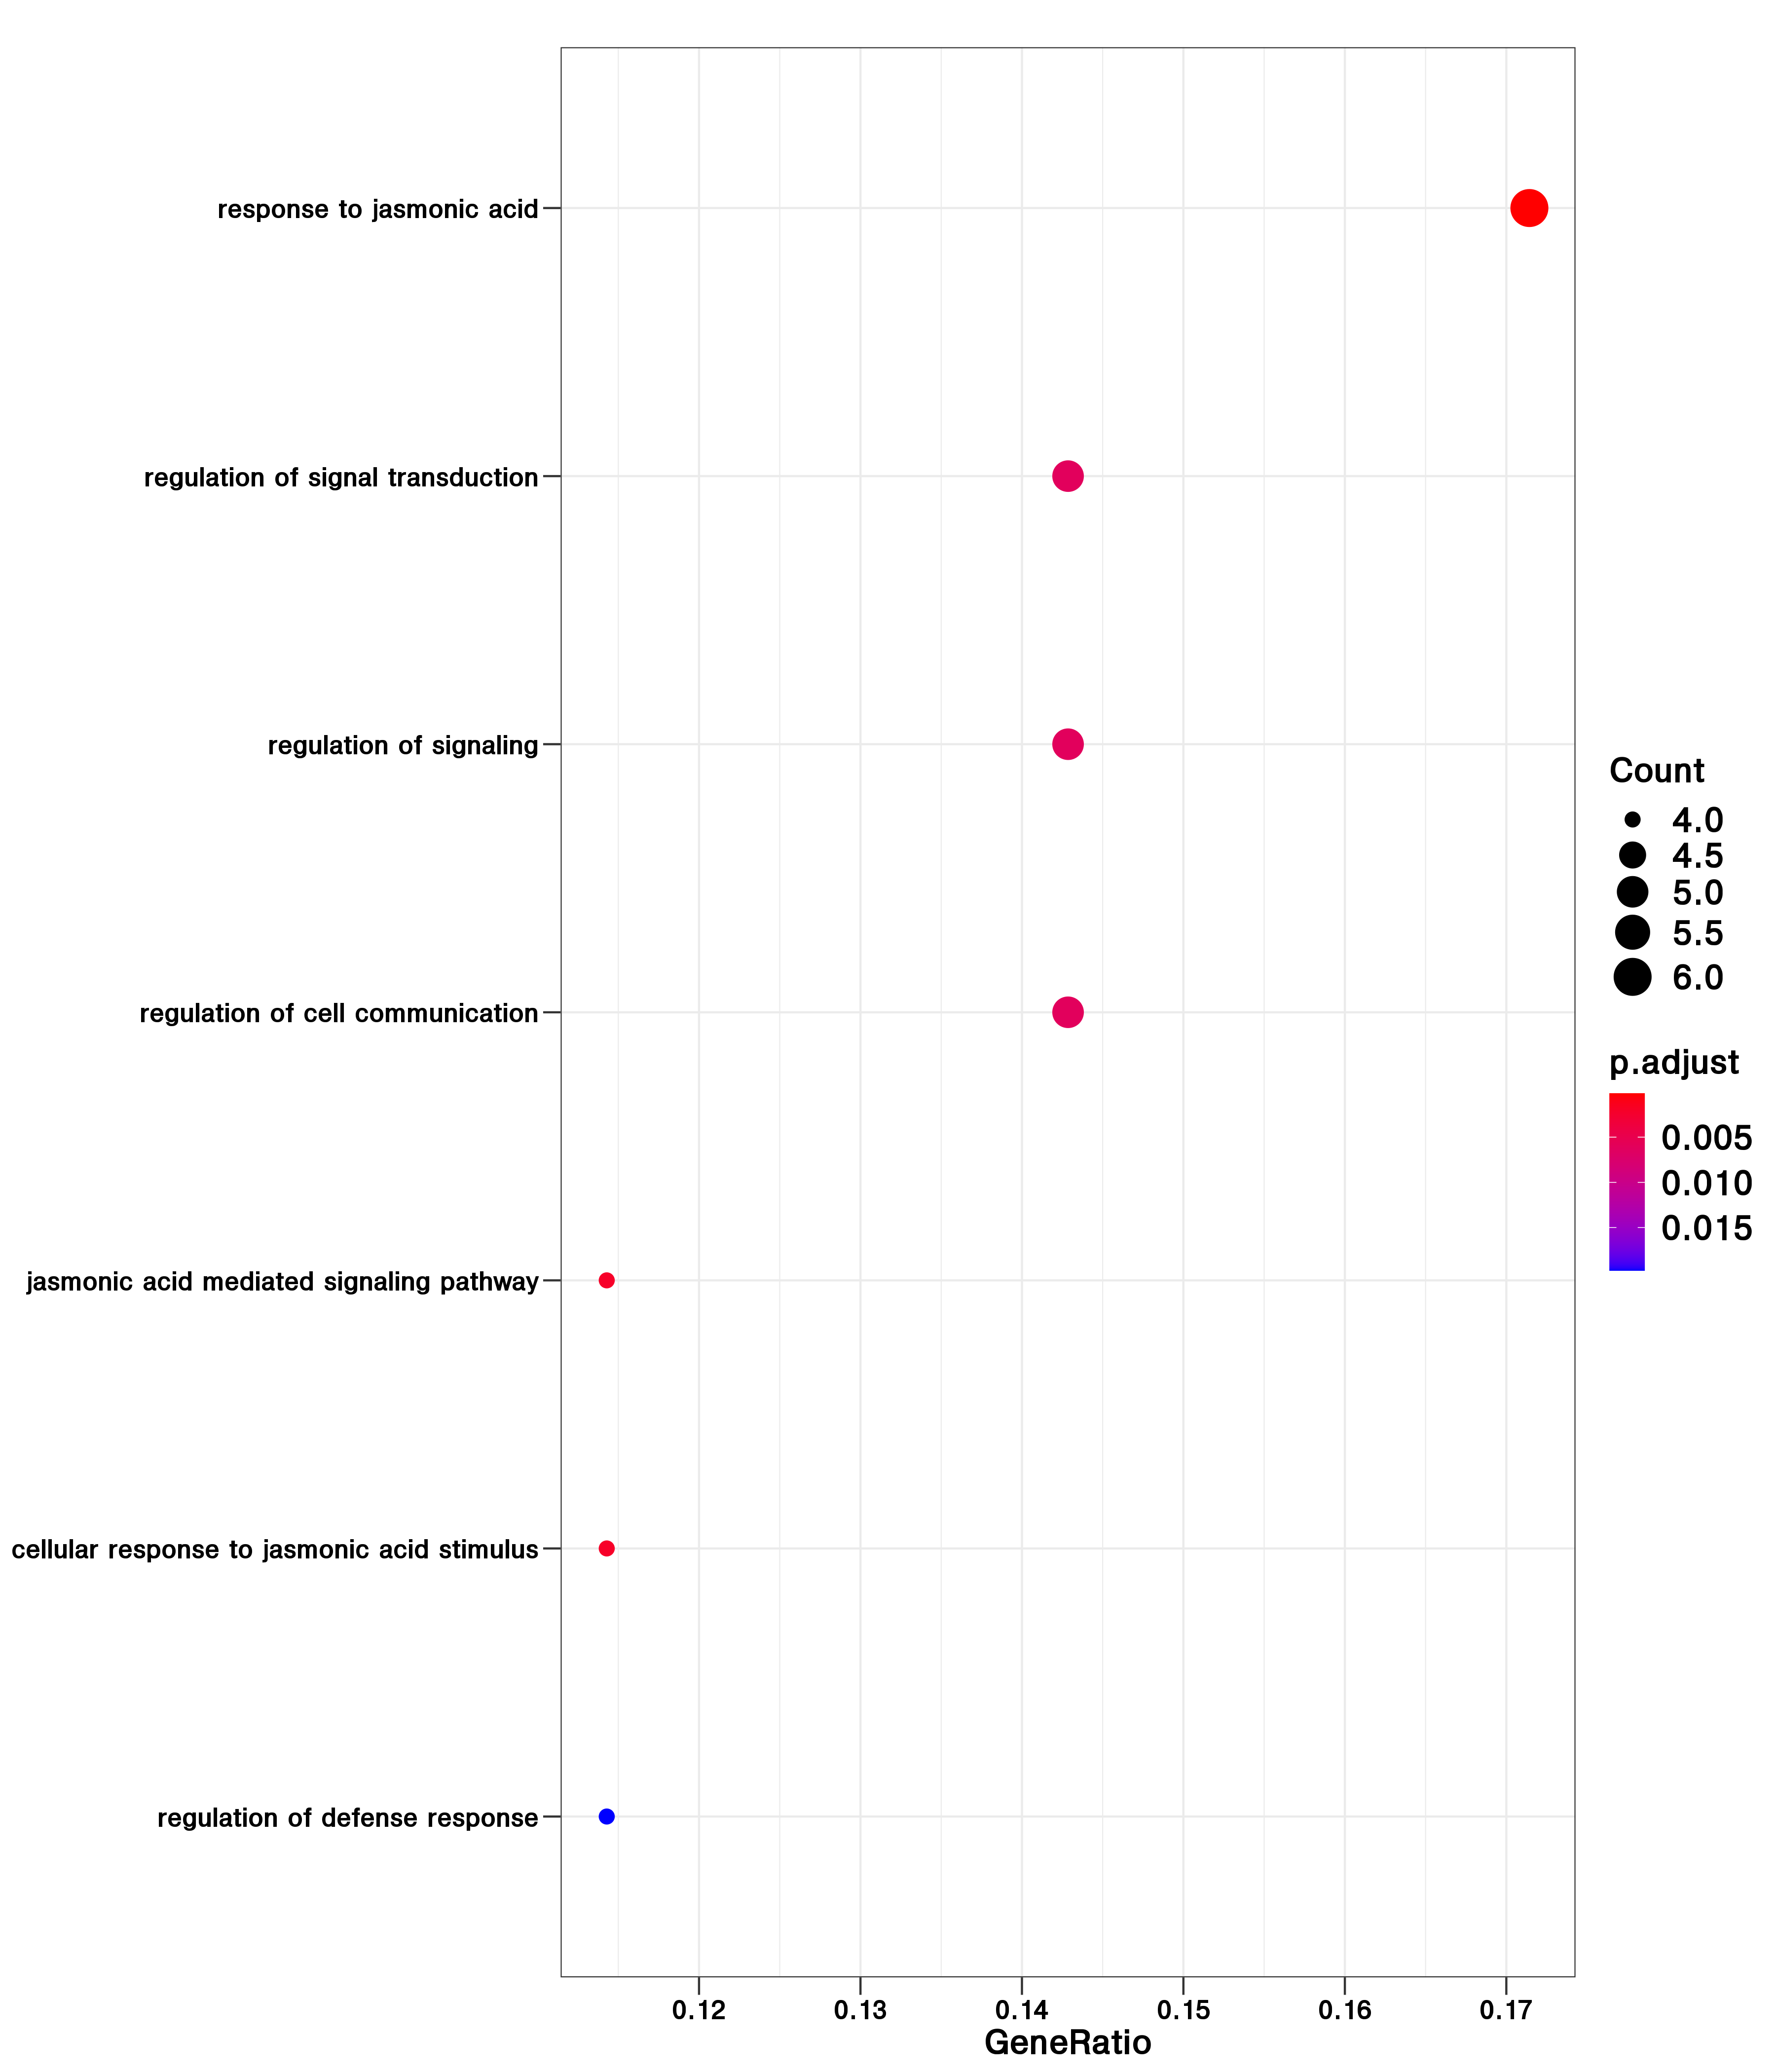 response to jasmonic acid
regulation of signal transduction
regulation of signaling
regulation of cell communication
jasmonic acid mediated signaling pathway
cellular response to jasmonic acid stimulus
regulation of defense response
0.12 0.13 0.14 0.15 0.16 0.17
GeneRatio
Count
4.0
4.5
5.0
5.5
6.0
p.adjust
0.005
0.010
0.015